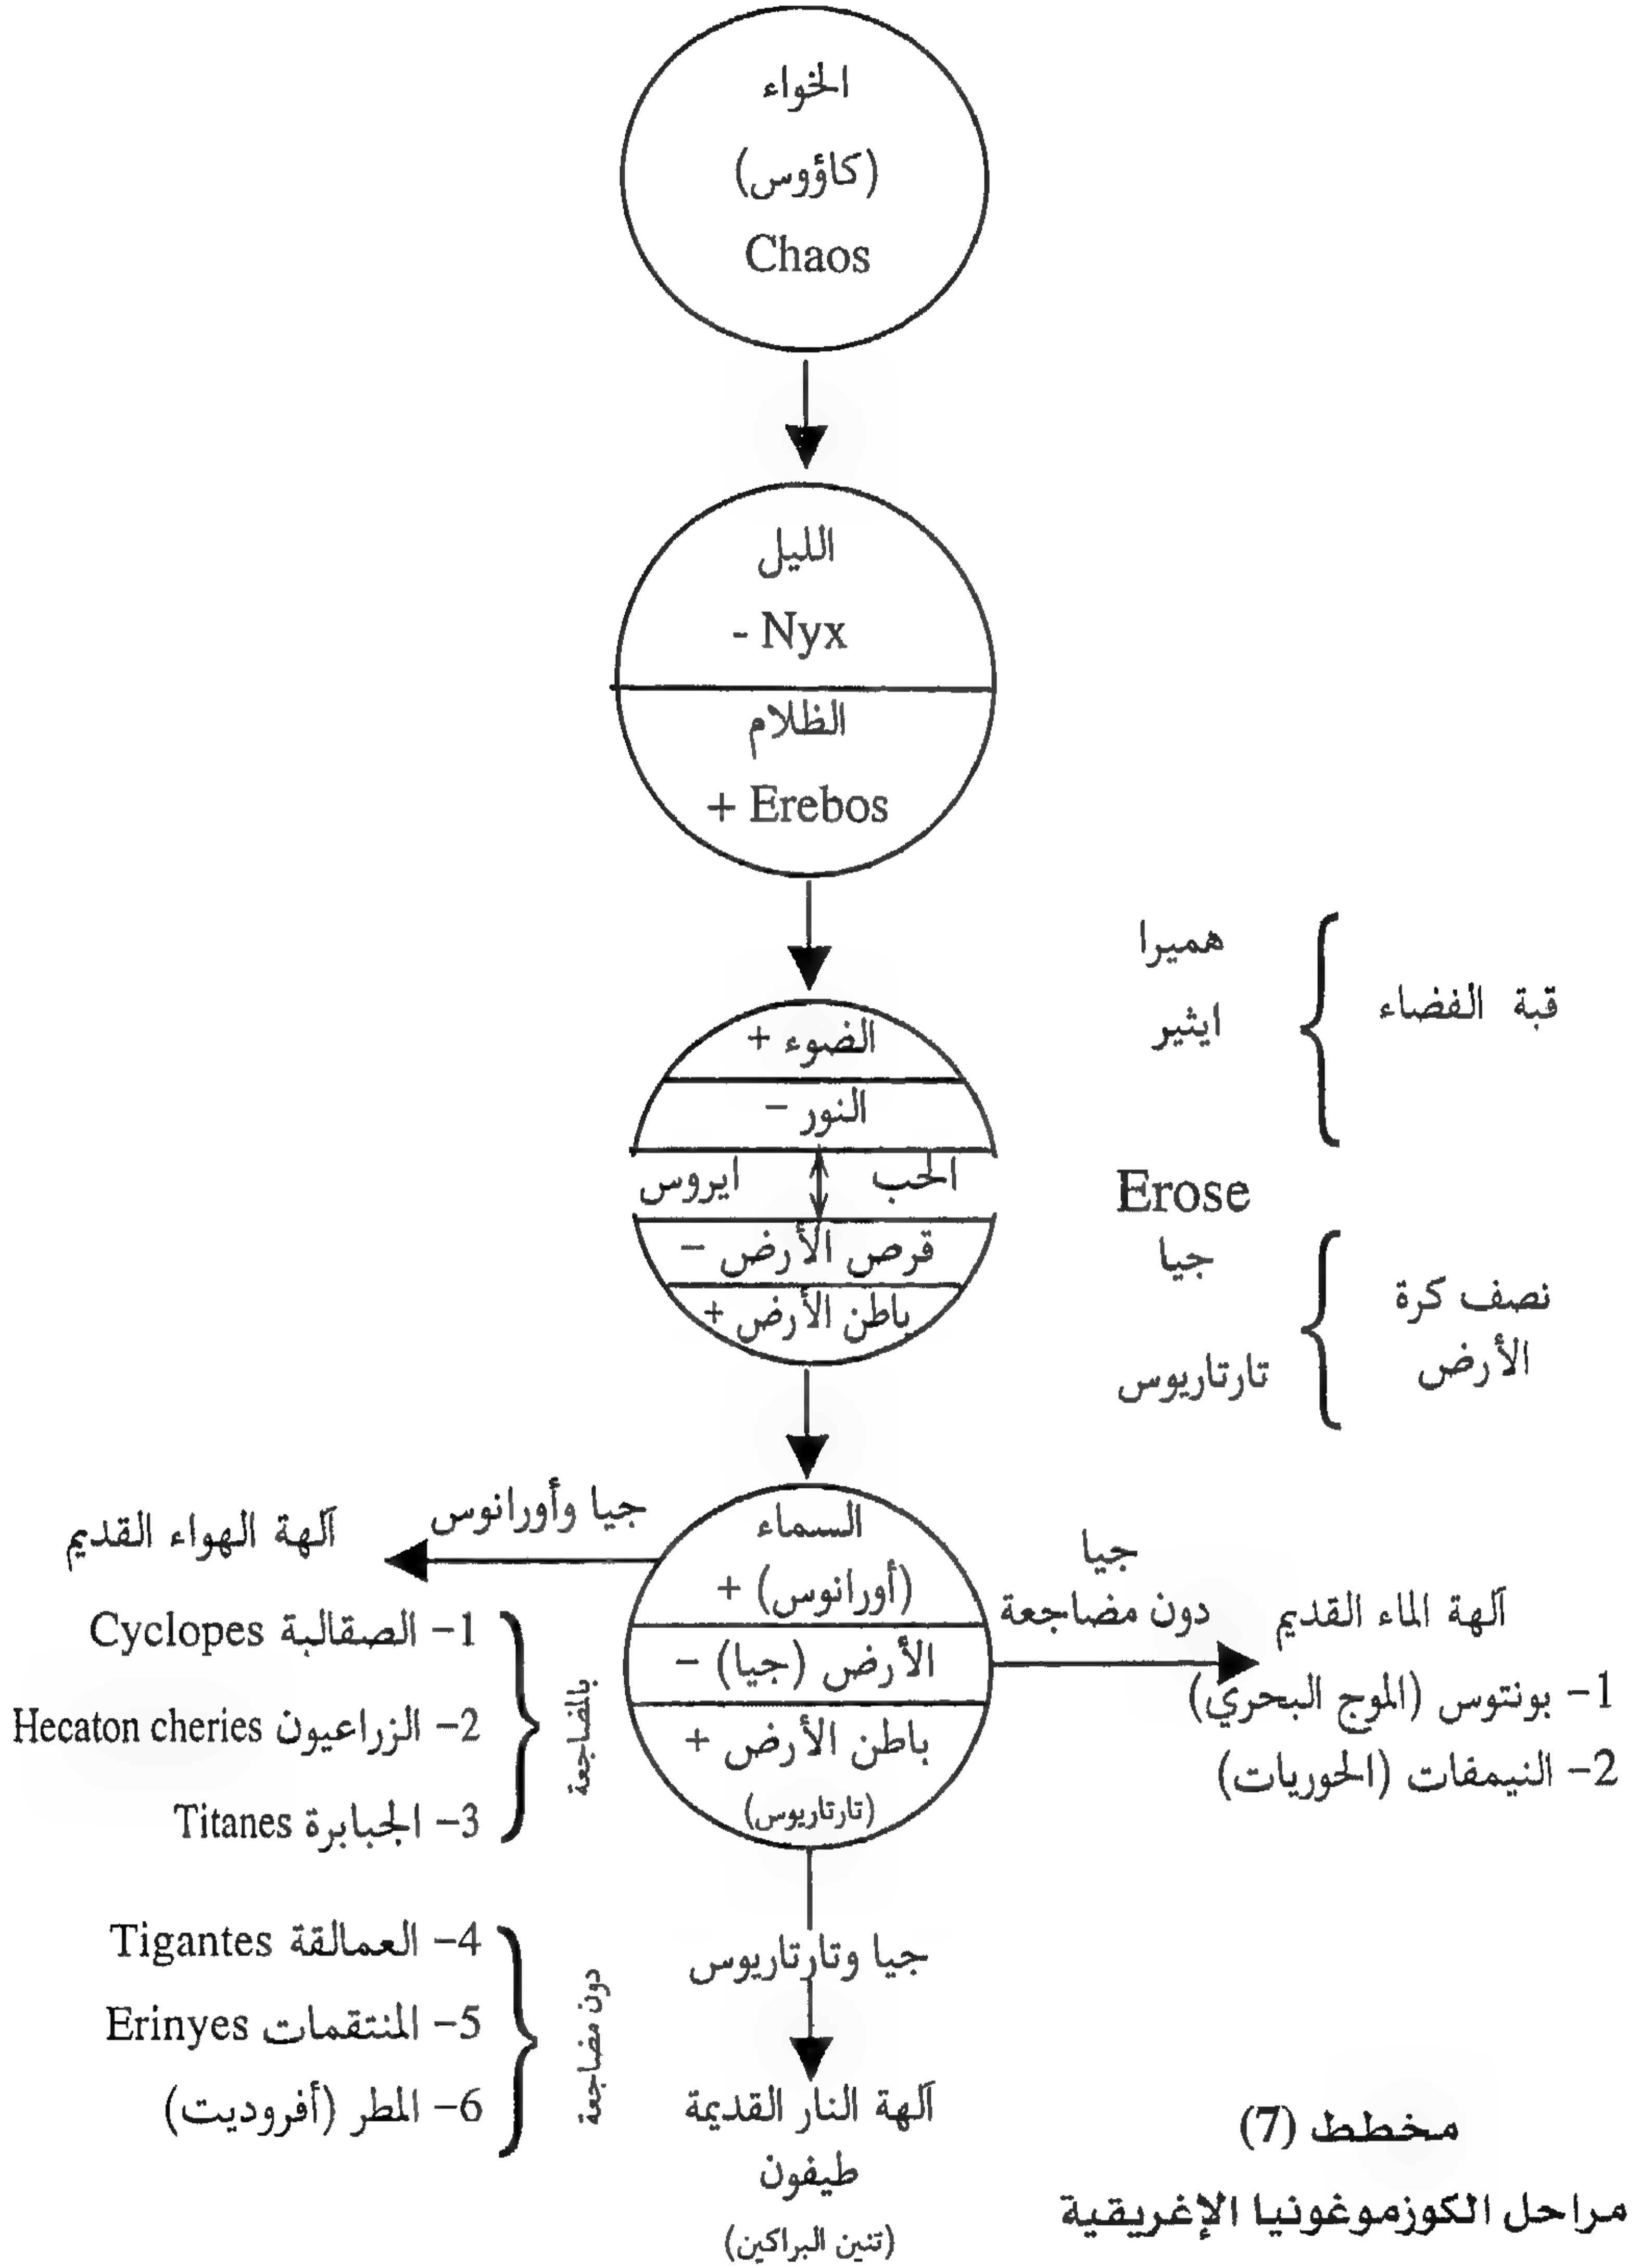 الخواء
(كاؤوس)
Chaos
الليل
- Nyx
الظلام
+ Erebos
هميرا
ايثير
قبة الفضاء
الضوء +
النور –
الحب
ايروس
Erose
قرص الأرض –
باطن الأرض +
جيا
تارتاريوس
نصف كرة
الأرض
السماء
(أورانوس) +
الأرض (جيا) –
باطن الأرض +
(تارتاريوس)
جيا
دون مضاجعة
آلهة الماء القديم
1– بونتوس (الموج البحري)
2– النيمفات (الحوريات)
جيا وأورانوس
آلهة الهواء القديم
1– الصقالبة Cyclopes
2– الزراعيون Hecaton cheries
3– الجبابرة Titanes
بالمضاجعة
4– العمالقة Tigantes
5– المنتقمات Erinyes
6– المطر (أفروديت)
دون مضاجعة
جيا وتارتاريوس
آلهة النار القديمة
طيفون
(تنين البراكين)
مخطط (7)
مراحل الكوزموغونيا الإغريقية